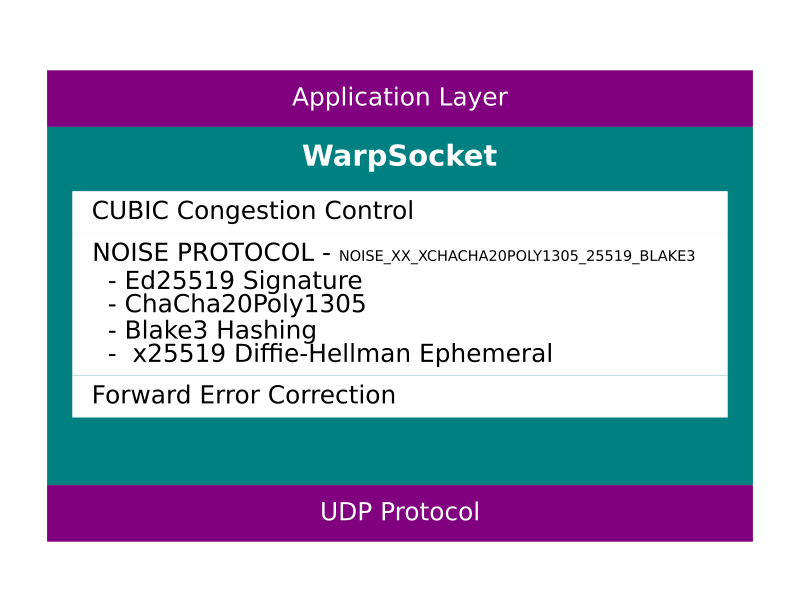 Application Layer
WarpSocket
CUBIC Congestion Control
NOISE PROTOCOL - NOISE_XX_XCHACHA20POLY1305_25519_BLAKE3
- Ed25519 Signature
- ChaCha20Poly1305
- Blake3 Hashing
- x25519 Diffie-Hellman Ephemeral
Forward Error Correction
UDP Protocol